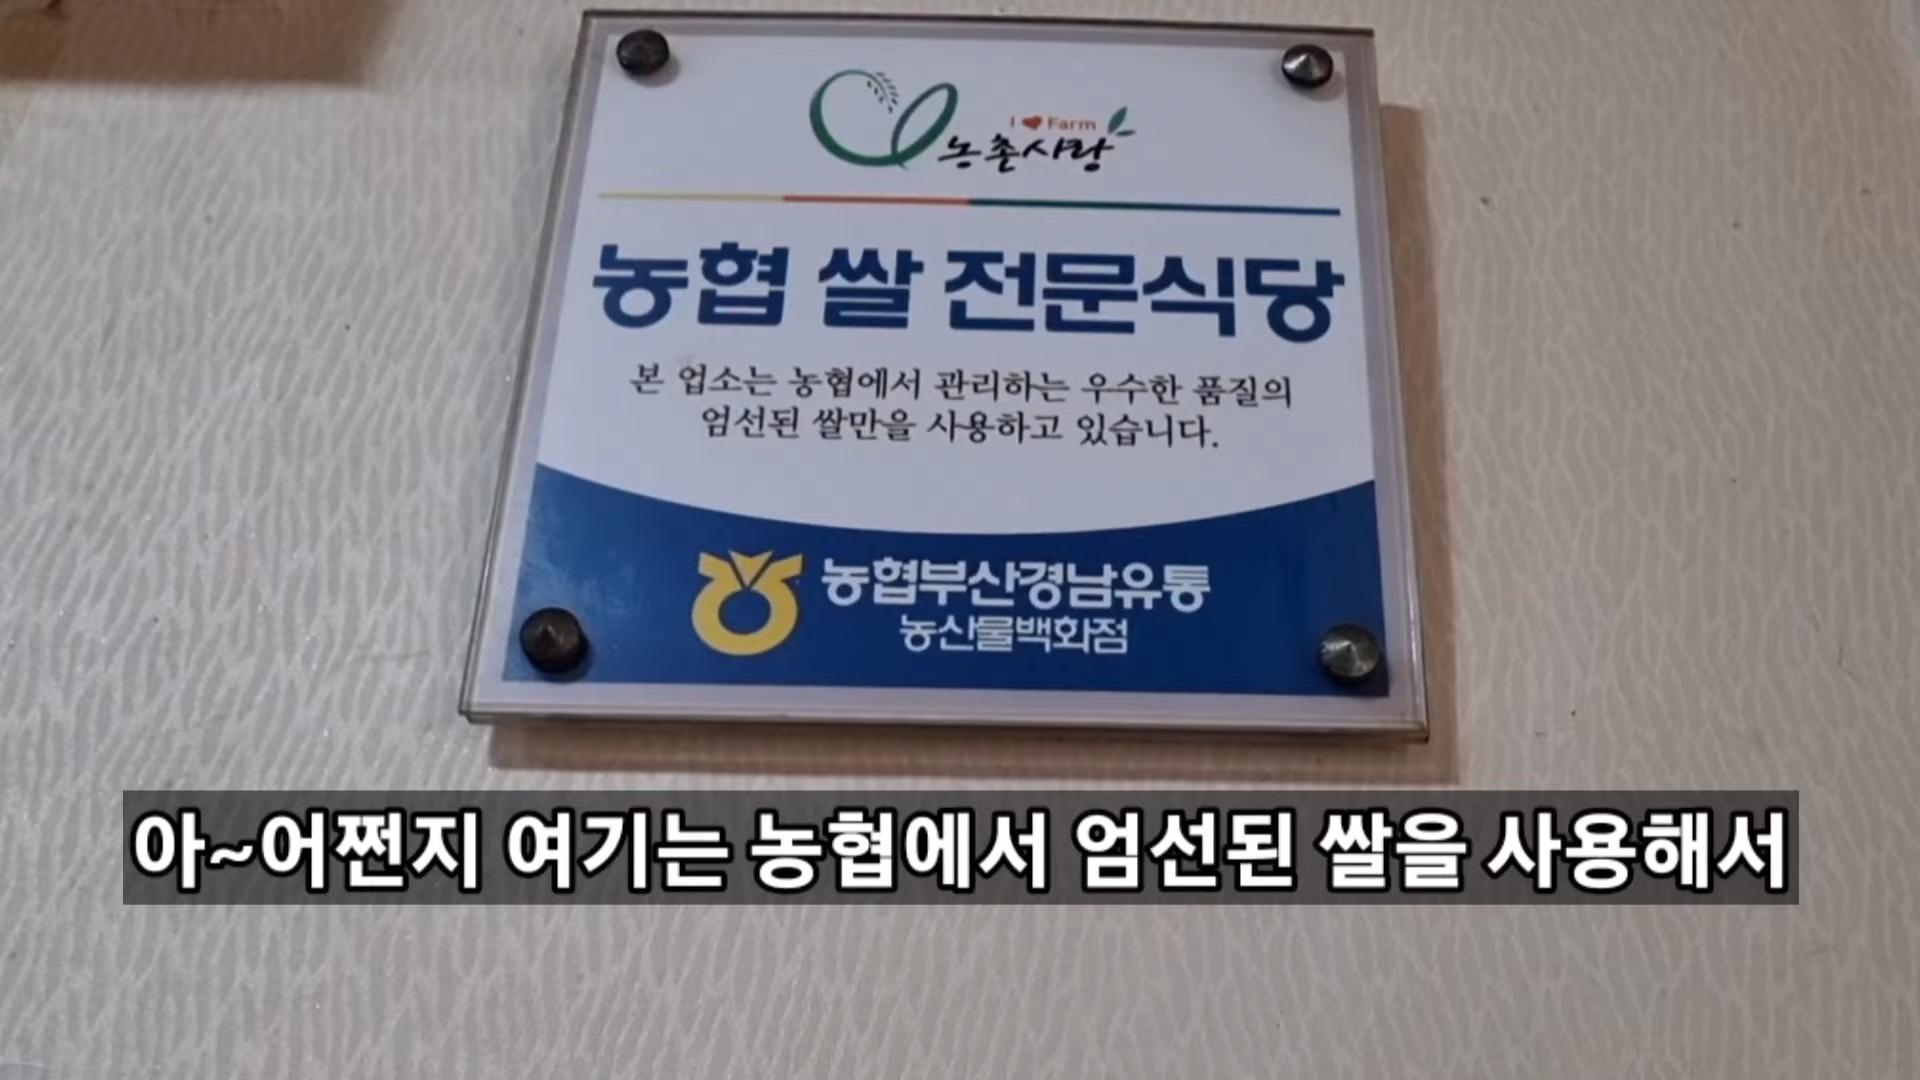 I ❤ Farm
농촌사랑
농협 쌀 전문식당
본 업소는 농협에서 관리하는 우수한 품질의
엄선된 쌀만을 사용하고 있습니다.
농협부산경남유통
농산물백화점
아~어쩐지 여기는 농협에서 엄선된 쌀을 사용해서